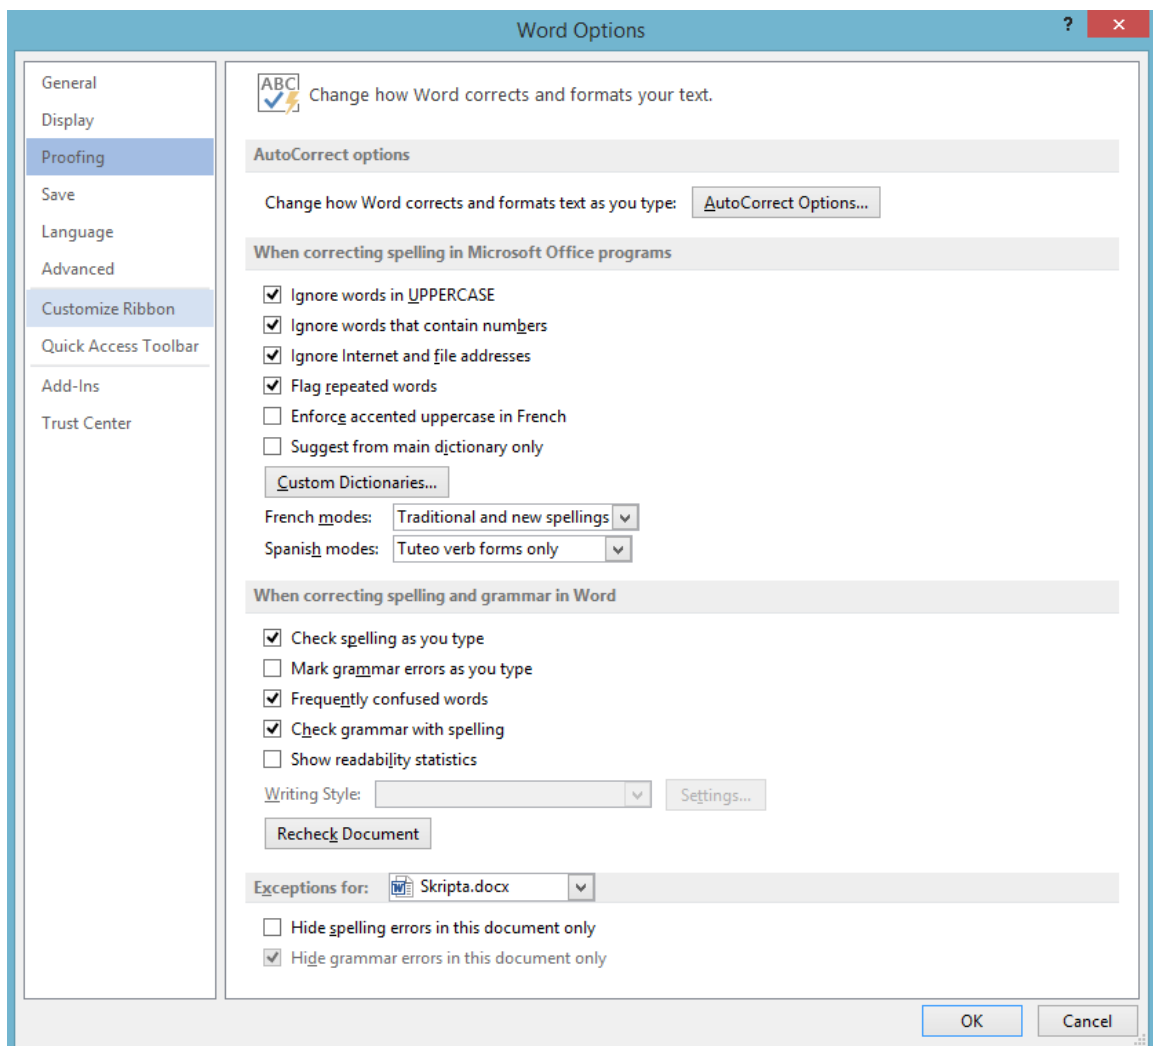 Word Options
?
General
Display
Proofing
Save
Language
Advanced
Customize Ribbon
Quick Access Toolbar
Add-Ins
Trust Center
ABC
Change how Word corrects and formats your text.
AutoCorrect options
Change how Word corrects and formats text as you type: AutoCorrect Options...
When correcting spelling in Microsoft Office programs
Ignore words in UPPERCASE
Ignore words that contain numbers
Ignore Internet and file addresses
Flag repeated words
Enforce accented uppercase in French
Suggest from main dictionary only
Custom Dictionaries...
French modes: Traditional and new spellings
Spanish modes: Tuteo verb forms only
When correcting spelling and grammar in Word
Check spelling as you type
Mark grammar errors as you type
Frequently confused words
Check grammar with spelling
Show readability statistics
Writing Style: Settings...
Recheck Document
Exceptions for: Skripta.docx
Hide spelling errors in this document only
Hide grammar errors in this document only
OK Cancel